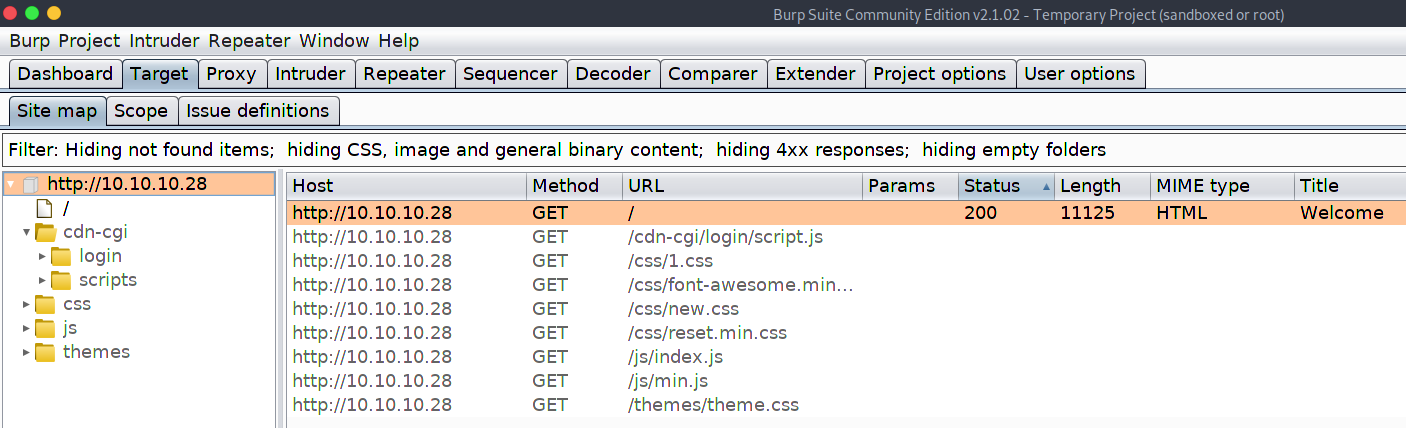 Burp Suite Community Edition v2.1.02 - Temporary Project (sandboxed or root)
Burp Project Intruder Repeater Window Help
Dashboard Target Proxy Intruder Repeater Sequencer Decoder Comparer Extender Project options User options
Site map Scope Issue definitions
Filter: Hiding not found items; hiding CSS, image and general binary content; hiding 4xx responses; hiding empty folders
http://10.10.10.28
/
cdn-cgi
login
scripts
css
js
themes
Host Method URL Params Status Length MIME type Title
http://10.10.10.28 GET / 200 11125 HTML Welcome
http://10.10.10.28 GET /cdn-cgi/login/script.js
http://10.10.10.28 GET /css/1.css
http://10.10.10.28 GET /css/font-awesome.min...
http://10.10.10.28 GET /css/new.css
http://10.10.10.28 GET /css/reset.min.css
http://10.10.10.28 GET /js/index.js
http://10.10.10.28 GET /js/min.js
http://10.10.10.28 GET /themes/theme.css